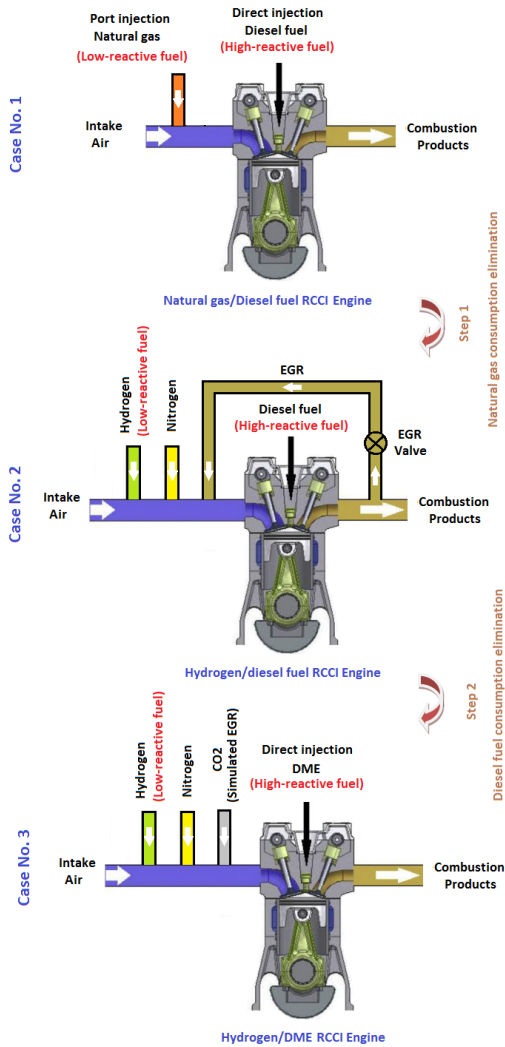 Case No. 1
Port injection
Natural gas
(Low-reactive fuel)
Direct injection
Diesel fuel
(High-reactive fuel)
Intake
Air
Combustion
Products
Natural gas/Diesel fuel RCCI Engine
Step 1
Natural gas consumption elimination
Case No. 2
Hydrogen
(Low-reactive fuel)
Nitrogen
EGR
Diesel fuel
(High-reactive fuel)
EGR
Valve
Intake
Air
Combustion
Products
Hydrogen/diesel fuel RCCI Engine
Step 2
Diesel fuel consumption elimination
Case No. 3
Hydrogen
(Low-reactive fuel)
Nitrogen
CO2
(Simulated EGR)
Direct injection
DME
(High-reactive fuel)
Intake
Air
Combustion
Products
Hydrogen/DME RCCI Engine